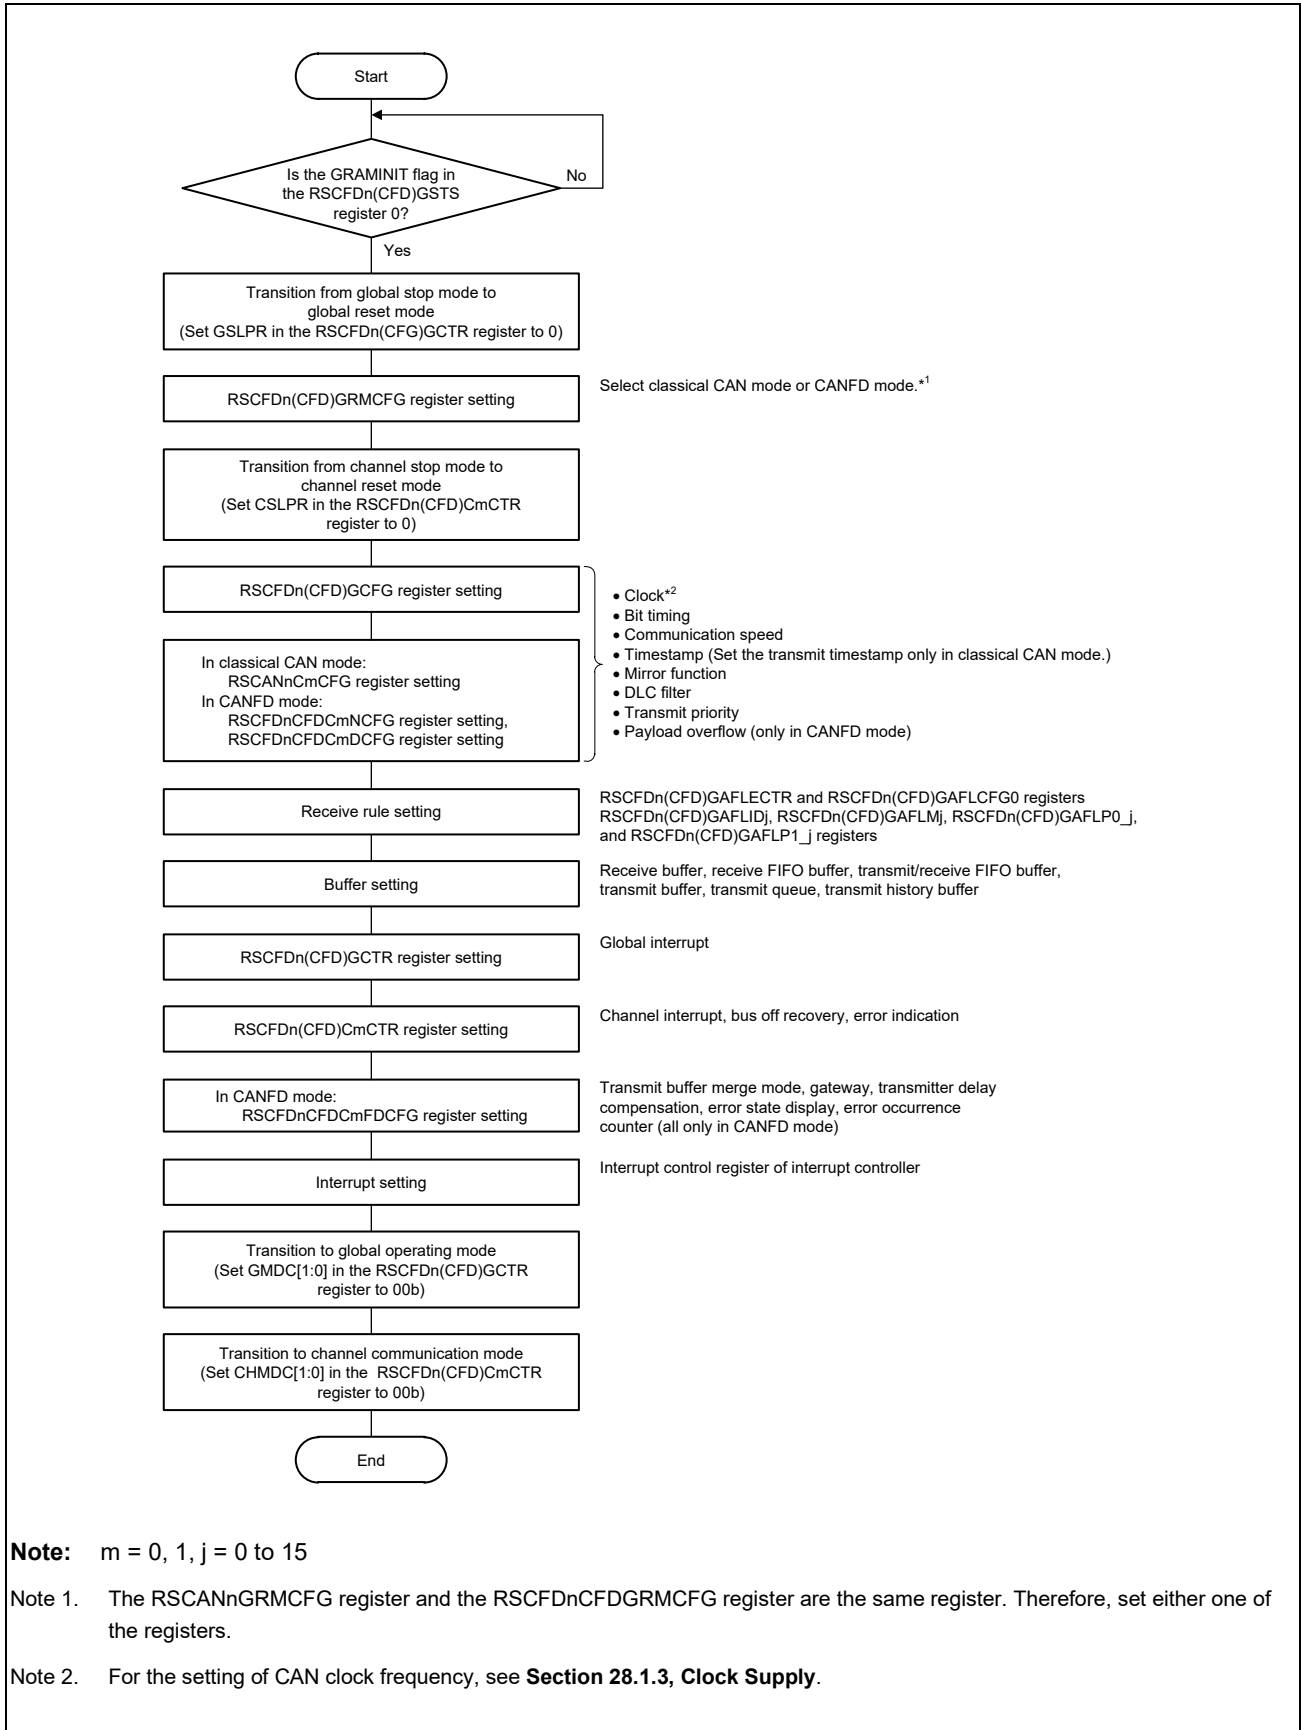 Start
Is the GRAMINIT flag in
the RSCFDn(CFD)GSTS
register 0?
No
Yes
Transition from global stop mode to
global reset mode
(Set GSLPR in the RSCFDn(CFG)GCTR register to 0)
RSCFDn(CFD)GRMCFG register setting
Select classical CAN mode or CANFD mode.*1
Transition from channel stop mode to
channel reset mode
(Set CSLPR in the RSCFDn(CFD)CmCTR
register to 0)
RSCFDn(CFD)GCFG register setting
In classical CAN mode:
RSCANnCmCFG register setting
In CANFD mode:
RSCFDnCFDCmNCFG register setting,
RSCFDnCFDCmDCFG register setting
• Clock*2
• Bit timing
• Communication speed
• Timestamp (Set the transmit timestamp only in classical CAN mode.)
• Mirror function
• DLC filter
• Transmit priority
• Payload overflow (only in CANFD mode)
Receive rule setting
RSCFDn(CFD)GAFLECTR and RSCFDn(CFD)GAFLCFG0 registers
RSCFDn(CFD)GAFLIDj, RSCFDn(CFD)GAFLMj, RSCFDn(CFD)GAFLP0_j,
and RSCFDn(CFD)GAFLP1_j registers
Buffer setting
Receive buffer, receive FIFO buffer, transmit/receive FIFO buffer,
transmit buffer, transmit queue, transmit history buffer
RSCFDn(CFD)GCTR register setting
Global interrupt
RSCFDn(CFD)CmCTR register setting
Channel interrupt, bus off recovery, error indication
In CANFD mode:
RSCFDnCFDCmFDCFG register setting
Transmit buffer merge mode, gateway, transmitter delay
compensation, error state display, error occurrence
counter (all only in CANFD mode)
Interrupt setting
Interrupt control register of interrupt controller
Transition to global operating mode
(Set GMDC[1:0] in the RSCFDn(CFD)GCTR
register to 00b)
Transition to channel communication mode
(Set CHMDC[1:0] in the RSCFDn(CFD)CmCTR
register to 00b)
End
Note: m = 0, 1, j = 0 to 15
Note 1. The RSCANnGRMCFG register and the RSCFDnCFDGRMCFG register are the same register. Therefore, set either one of
the registers.
Note 2. For the setting of CAN clock frequency, see Section 28.1.3, Clock Supply.